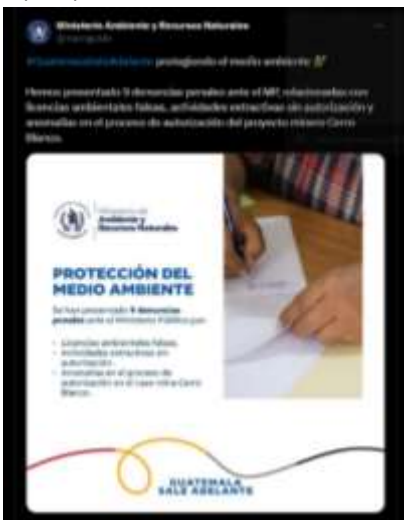 Ministerio Ambiente y Recursos Naturales
protegiendo el medio ambiente
Hemos presentado 9 denuncias penales ante el MP, relacionadas con
licencias ambientales falsas, actividades extractivas sin autorización y
anomalías en el proceso de autorización del proyecto minero Cerro
Blanco.
Ministerio de
Ambiente y
Recursos Naturales
PROTECCIÓN DEL
MEDIO AMBIENTE
Se han presentado 9 denuncias
penales ante el Ministerio Público por:
- Licencias ambientales falsas.
- Actividades extractivas sin
autorización.
- Anomalías en el proceso de
autorización en el caso mina Cerro
Blanco.
GUATEMALA
SALE ADELANTE